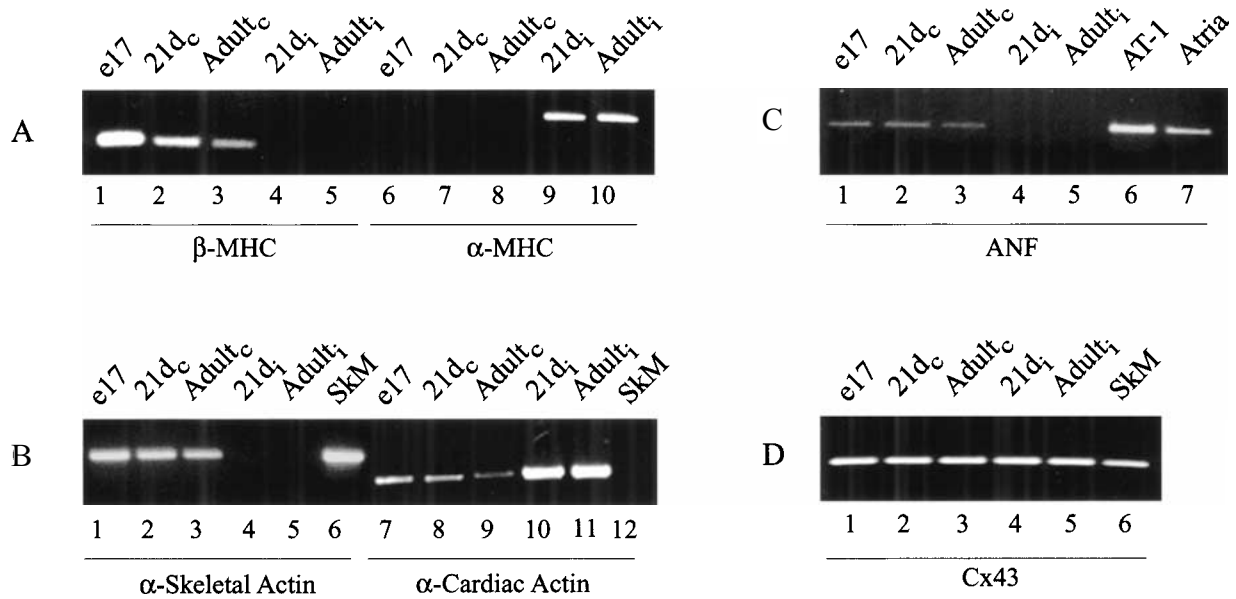 A
e17 21dc Adultc 21di Adulti e17 21dc Adultc 21di Adulti
1 2 3 4 5 6 7 8 9 10
β-MHC α-MHC
C
e17 21dc Adultc 21di Adulti AT-1 Atria
1 2 3 4 5 6 7
ANF
B
e17 21dc Adultc 21di Adulti SkM e17 21dc Adultc 21di Adulti SkM
1 2 3 4 5 6 7 8 9 10 11 12
α-Skeletal Actin α-Cardiac Actin
D
e17 21dc Adultc 21di Adulti SkM
1 2 3 4 5 6
Cx43